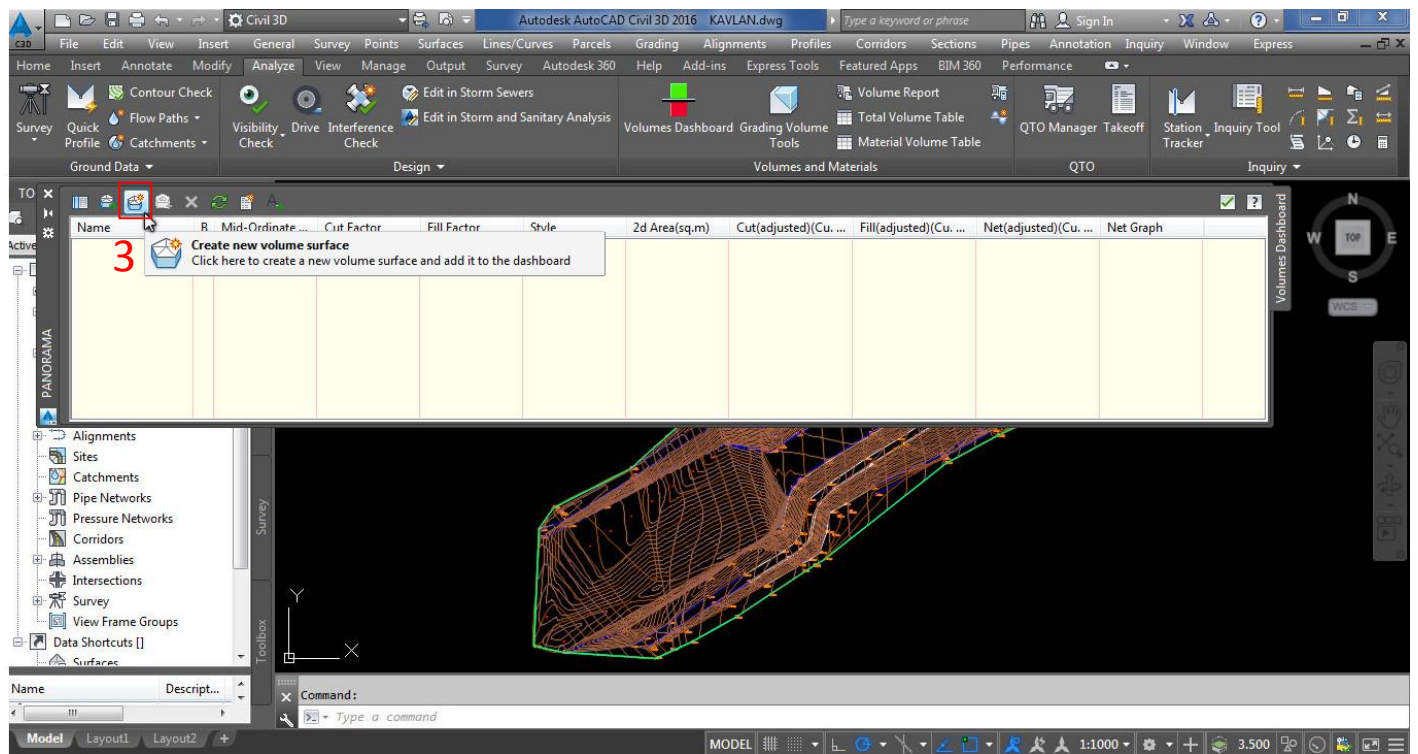 Civil 3D
Autodesk AutoCAD Civil 3D 2016 KAVLAN.dwg
Type a keyword or phrase
Sign In
C3D File Edit View Insert General Survey Points Surfaces Lines/Curves Parcels Grading Alignments Profiles Corridors Sections Pipes Annotation Inquiry Window Express
Home Insert Annotate Modify Analyze View Manage Output Survey Autodesk 360 Help Add-ins Express Tools Featured Apps BIM 360 Performance
Contour Check Edit in Storm Sewers Volume Report
Flow Paths Edit in Storm and Sanitary Analysis Total Volume Table
Survey Quick Profile Catchments Visibility Check Drive Interference Check Volumes Dashboard Grading Volume Tools Material Volume Table QTO Manager Takeoff Station Tracker Inquiry Tool
Ground Data Design Volumes and Materials QTO Inquiry
TO
Name B Mid-Ordinate ... Cut Factor Fill Factor Style 2d Area(sq.m) Cut(adjusted)(Cu. ... Fill(adjusted)(Cu. ... Net(adjusted)(Cu. ... Net Graph
Active
3
Create new volume surface
Click here to create a new volume surface and add it to the dashboard
Volumes Dashboard
PANORAMA
N
W TOP E
S
WCS
Alignments
Sites
Catchments
Pipe Networks
Pressure Networks
Corridors
Assemblies
Intersections
Survey
View Frame Groups
Data Shortcuts []
Surfaces
Survey
Toolbox
Y
X
Name Descript...
Command:
Type a command
Model Layout1 Layout2 +
MODEL 1:1000 3.500